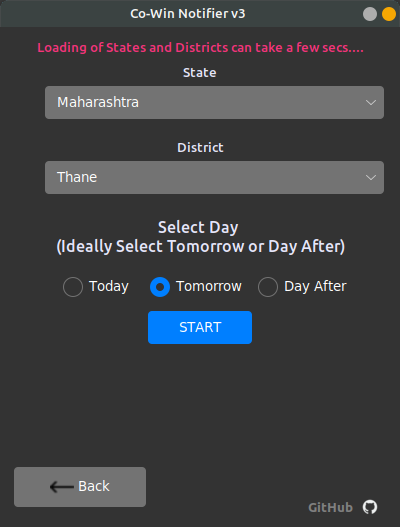 Co-Win Notifier v3
Loading of States and Districts can take a few secs....
State
Maharashtra
District
Thane
Select Day
(Ideally Select Tomorrow or Day After)
Today Tomorrow Day After
START
Back
GitHub